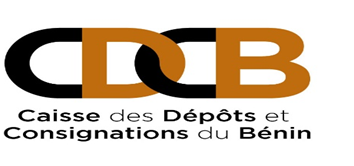 CDCB
Caisse des Dépôts et
Consignations du Bénin